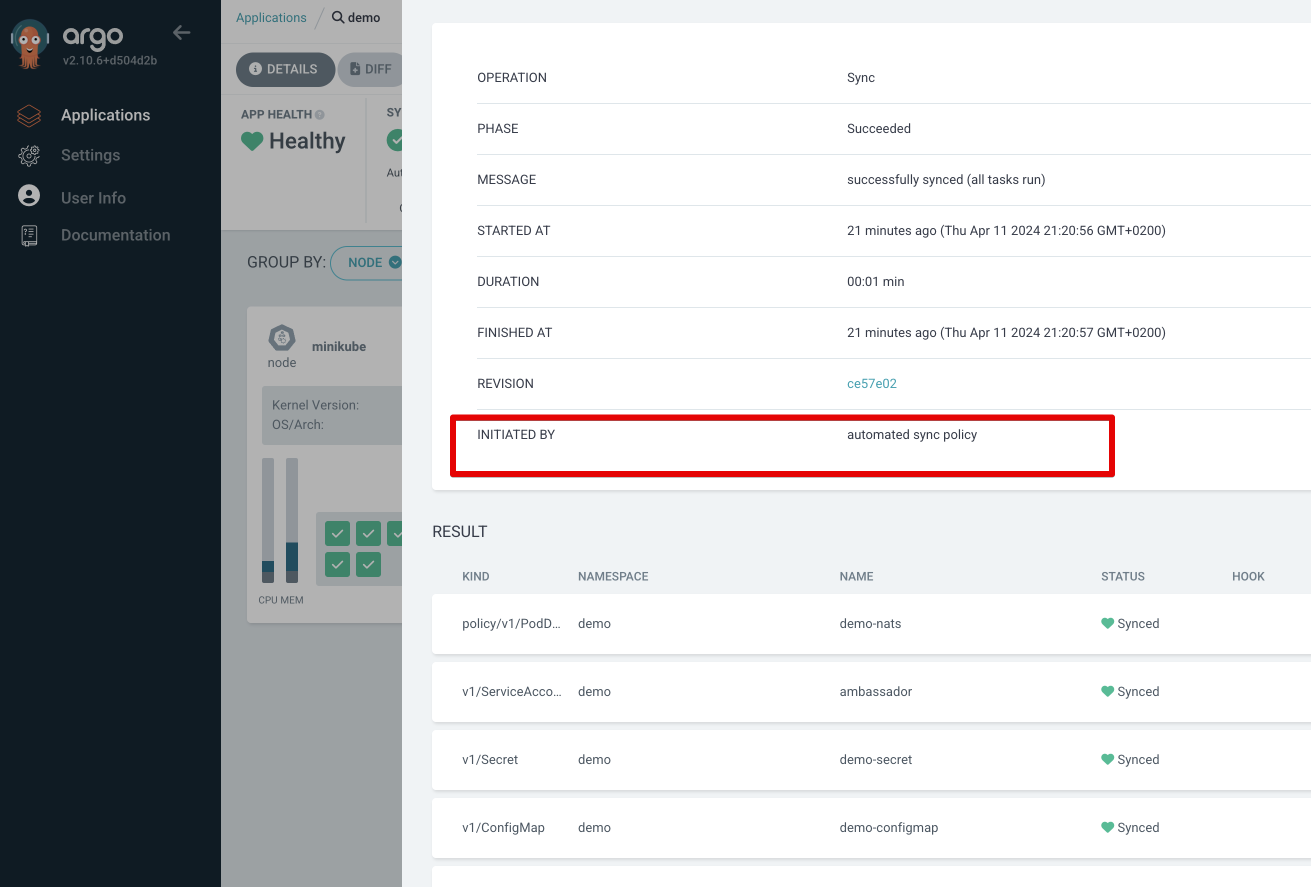 argo
v2.10.6+d504d2b
Applications
Settings
User Info
Documentation
Applications / demo
DETAILS DIFF
APP HEALTH
Healthy
SY
Aut
GROUP BY: NODE
node minikube
Kernel Version:
OS/Arch:
CPU MEM
OPERATION Sync
PHASE Succeeded
MESSAGE successfully synced (all tasks run)
STARTED AT 21 minutes ago (Thu Apr 11 2024 21:20:56 GMT+0200)
DURATION 00:01 min
FINISHED AT 21 minutes ago (Thu Apr 11 2024 21:20:57 GMT+0200)
REVISION ce57e02
INITIATED BY automated sync policy
RESULT
KIND NAMESPACE NAME STATUS HOOK
policy/v1/PodD... demo demo-nats Synced
v1/ServiceAcco... demo ambassador Synced
v1/Secret demo demo-secret Synced
v1/ConfigMap demo demo-configmap Synced